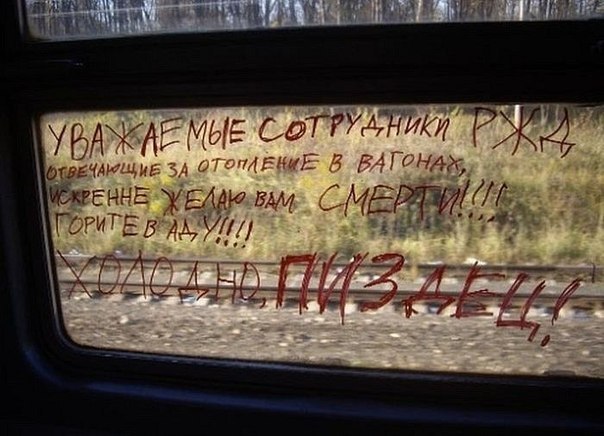 УВАЖАЕМЫЕ СОТРУДНИКИ РЖД,
ОТВЕЧАЮЩИЕ ЗА ОТОПЛЕНИЕ В ВАГОНАХ,
ИСКРЕННЕ ЖЕЛАЮ ВАМ СМЕРТИ!!!!
ГОРИТЕ В АДУ!!!!
ХОЛОДНО, ПИЗДЕЦ!